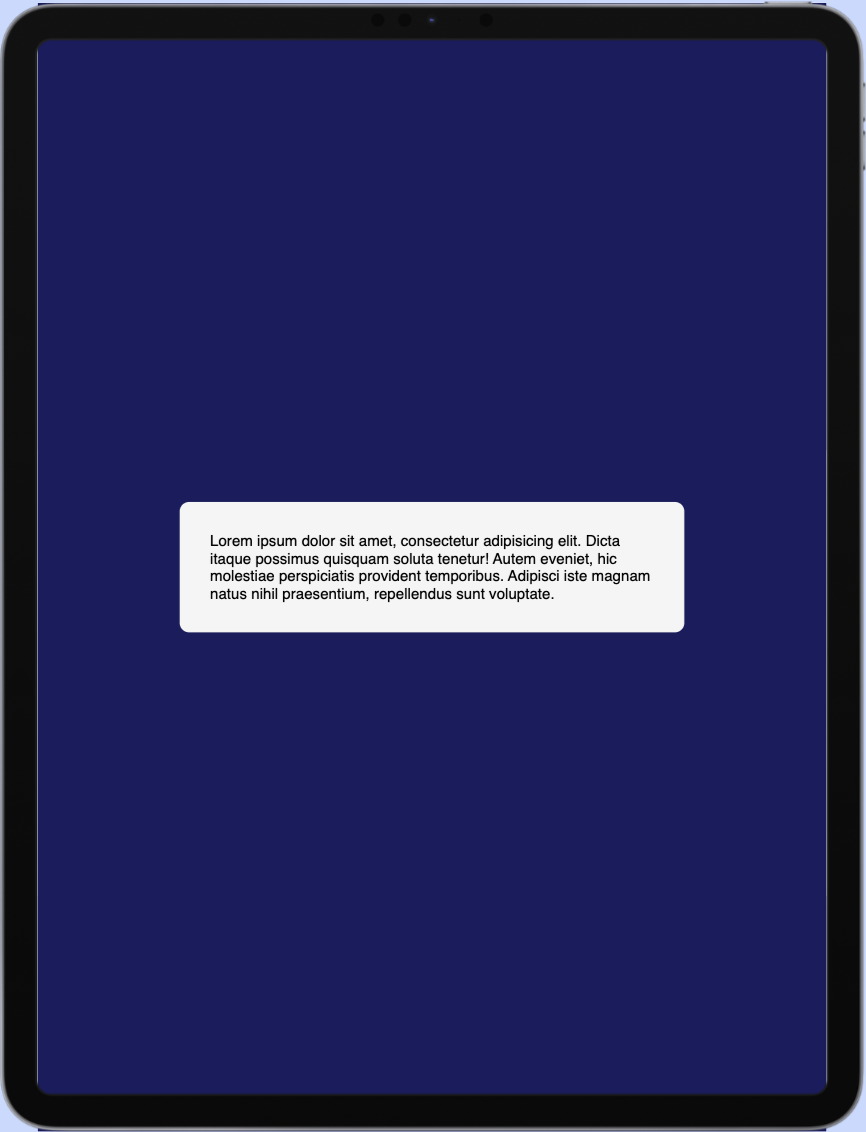 Lorem ipsum dolor sit amet, consectetur adipisicing elit. Dicta
itaque possimus quisquam soluta tenetur! Autem eveniet, hic
molestiae perspiciatis provident temporibus. Adipisci iste magnam
natus nihil praesentium, repellendus sunt voluptate.